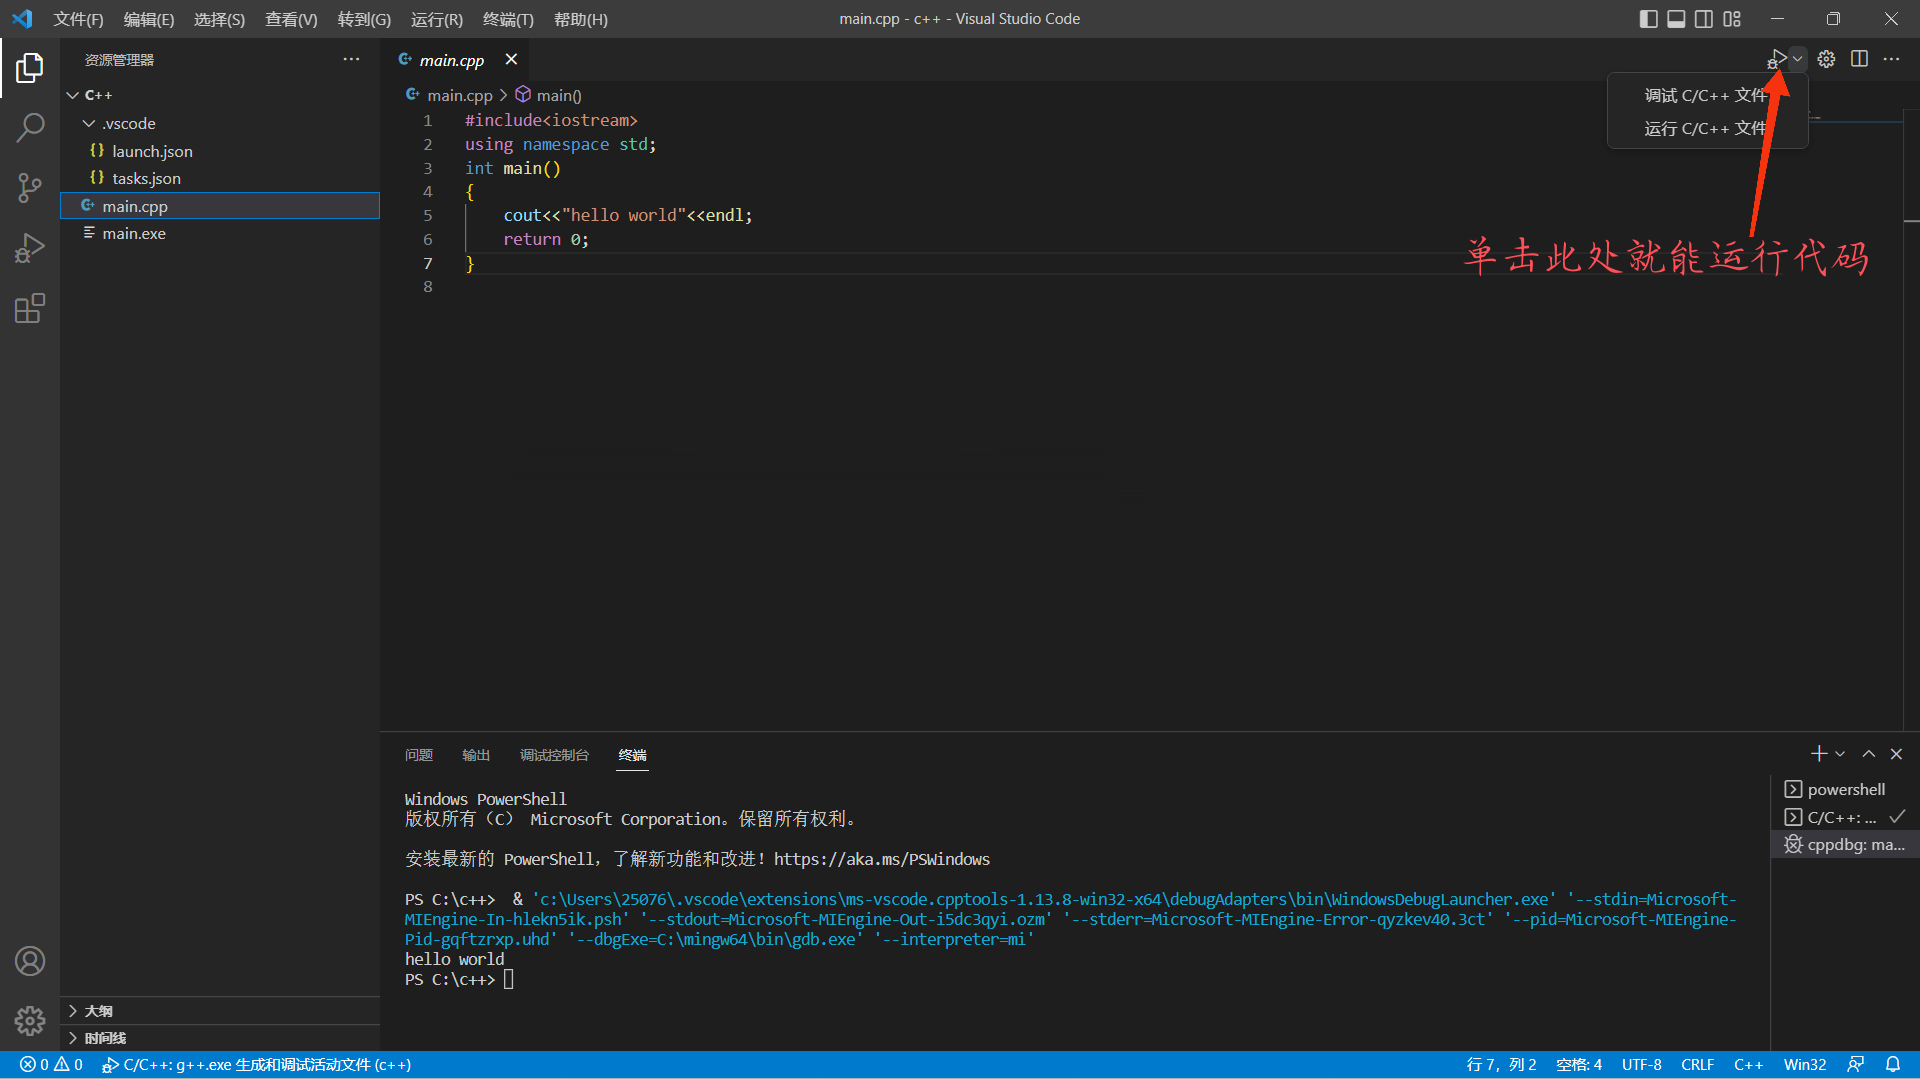 文件(F) 编辑(E) 选择(S) 查看(V) 转到(G) 运行(R) 终端(T) 帮助(H)
main.cpp - c++ - Visual Studio Code
资源管理器
C++
.vscode
launch.json
tasks.json
main.cpp
main.exe
大纲
时间线
main.cpp
main.cpp > main()
1 #include<iostream>
2 using namespace std;
3 int main()
4 {
5 cout<<"hello world"<<endl;
6 return 0;
7 }
8
调试 C/C++ 文件
运行 C/C++ 文件
单击此处就能运行代码
问题 输出 调试控制台 终端
Windows PowerShell
版权所有（C） Microsoft Corporation。保留所有权利。
安装最新的 PowerShell，了解新功能和改进！https://aka.ms/PSWindows
PS C:\c++>  & 'c:\Users\25076\.vscode\extensions\ms-vscode.cpptools-1.13.8-win32-x64\debugAdapters\bin\WindowsDebugLauncher.exe' '--stdin=Microsoft-
MIEngine-In-hlekn5ik.psh' '--stdout=Microsoft-MIEngine-Out-i5dc3qyi.ozm' '--stderr=Microsoft-MIEngine-Error-qyzkev40.3ct' '--pid=Microsoft-MIEngine-
Pid-gqftzrxp.uhd' '--dbgExe=C:\mingw64\bin\gdb.exe' '--interpreter=mi'
hello world
PS C:\c++>
powershell
C/C++: ...
cppdbg: ma...
0 0 C/C++: g++.exe 生成和调试活动文件 (c++)
行 7，列 2 空格: 4 UTF-8 CRLF C++ Win32